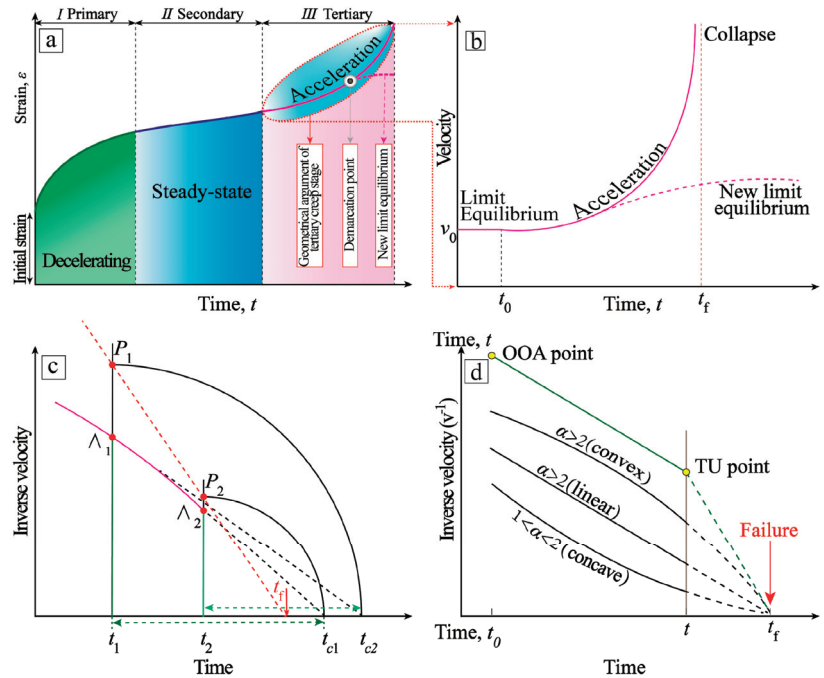 I Primary
II Secondary
III Tertiary
a
Strain, ε
Initial strain
Decelerating
Steady-state
Acceleration
Geometrical argument of
tertiary creep stage
Demarcation point
New limit
equilibrium
Time, t
b
Velocity
Collapse
Limit
Equilibrium
Acceleration
New limit
equilibrium
v0
t0
tf
Time, t
c
Inverse velocity
P1
Λ1
P2
Λ2
tf
t1
t2
tc1
tc2
Time
Time, t
d
OOA point
Inverse velocity (v-1)
α>2(convex)
TU point
α>2(linear)
1<α<2(concave)
Failure
Time, t0
t
tf
Time